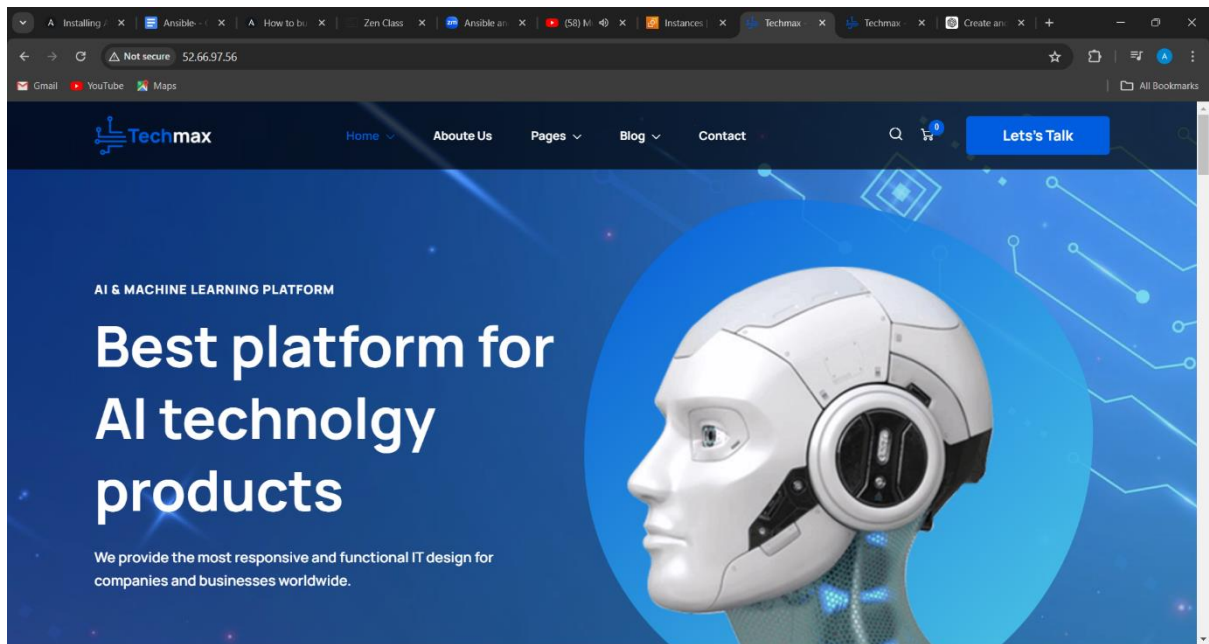 Installing A
Ansible- - G
How to bu
Zen Class
Ansible an
(58) M
Instances |
Techmax -
Techmax -
Create and
Not secure 52.66.97.56
Gmail YouTube Maps All Bookmarks
Techmax Home Aboute Us Pages Blog Contact 0 Lets's Talk
AI & MACHINE LEARNING PLATFORM
Best platform for
AI technolgy
products
We provide the most responsive and functional IT design for
companies and businesses worldwide.